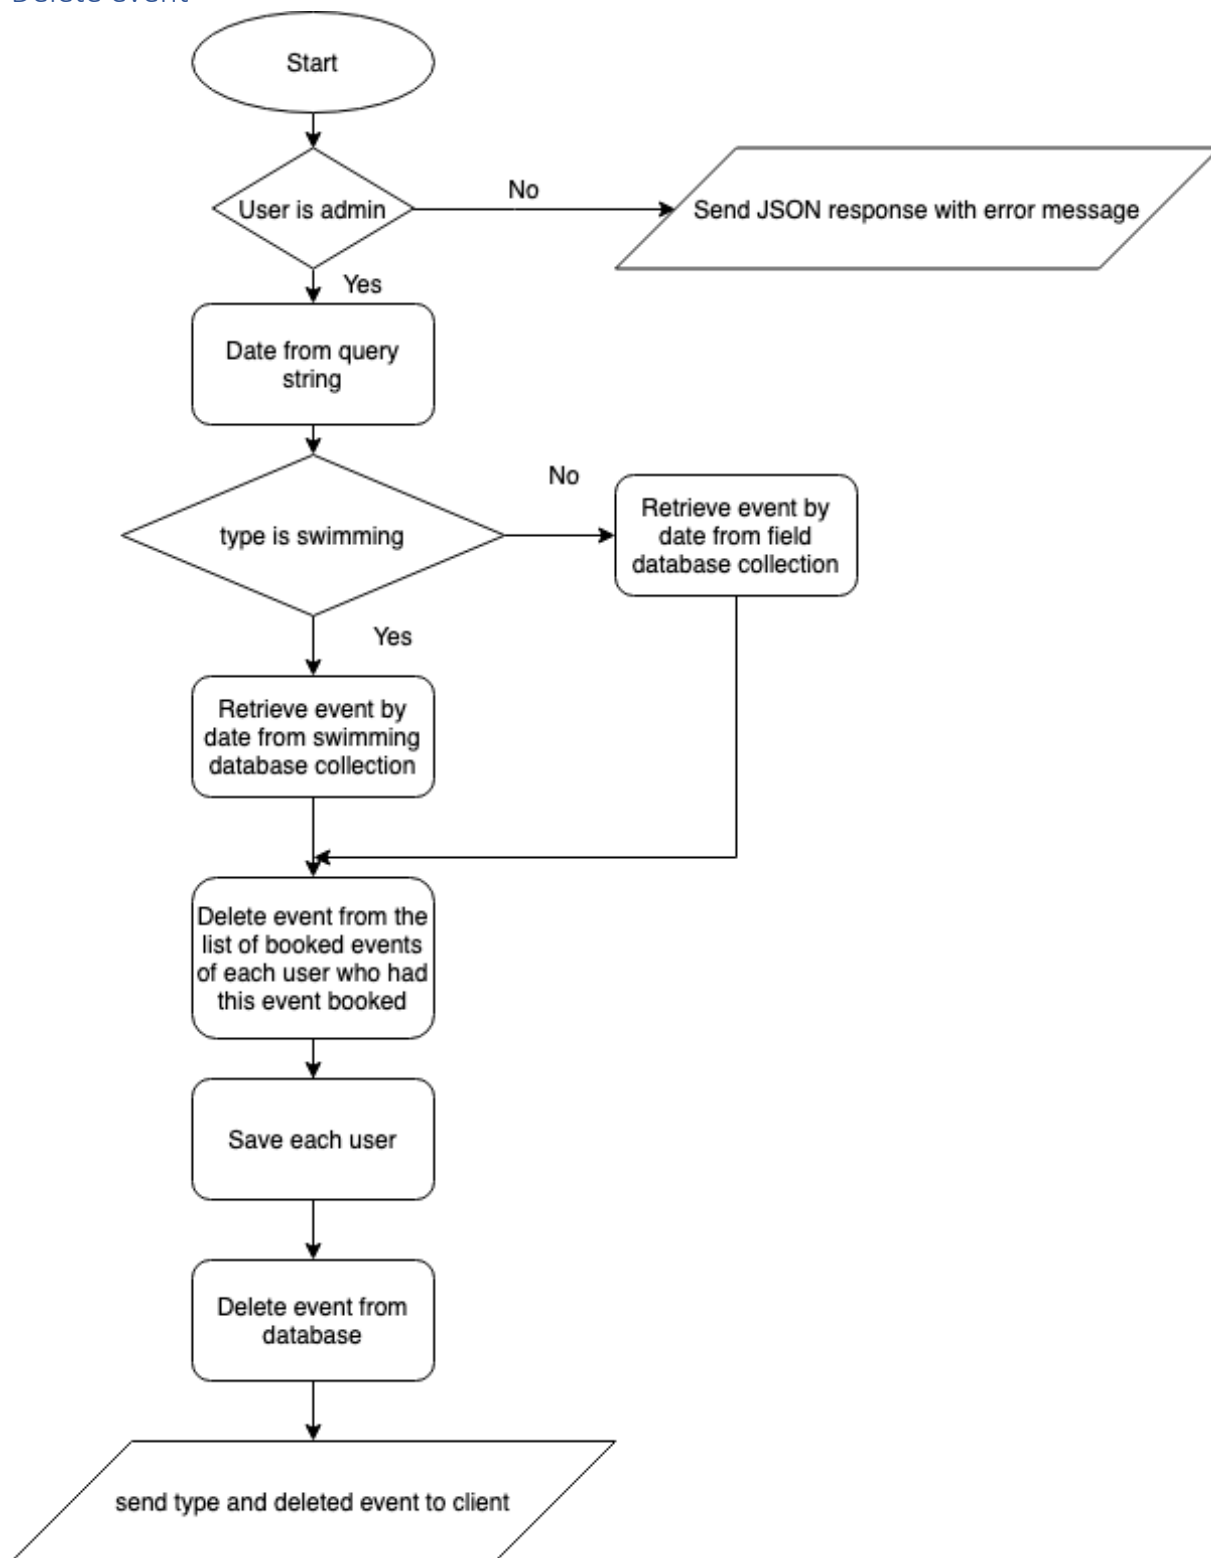 Delete event
Start
User is admin
No
Send JSON response with error message
Yes
Date from query
string
No
type is swimming
Retrieve event by
date from field
database collection
Yes
Retrieve event by
date from swimming
database collection
Delete event from the
list of booked events
of each user who had
this event booked
Save each user
Delete event from
database
send type and deleted event to client